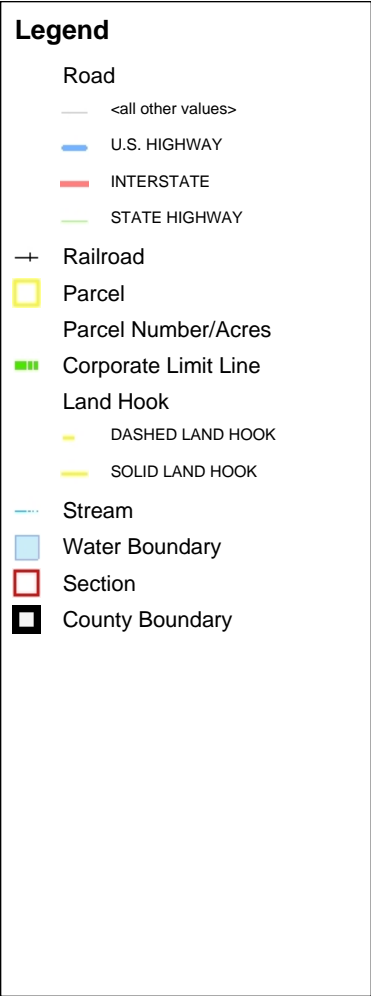 Legend
Road
<all other values>
U.S. HIGHWAY
INTERSTATE
STATE HIGHWAY
Railroad
Parcel
Parcel Number/Acres
Corporate Limit Line
Land Hook
DASHED LAND HOOK
SOLID LAND HOOK
Stream
Water Boundary
Section
County Boundary